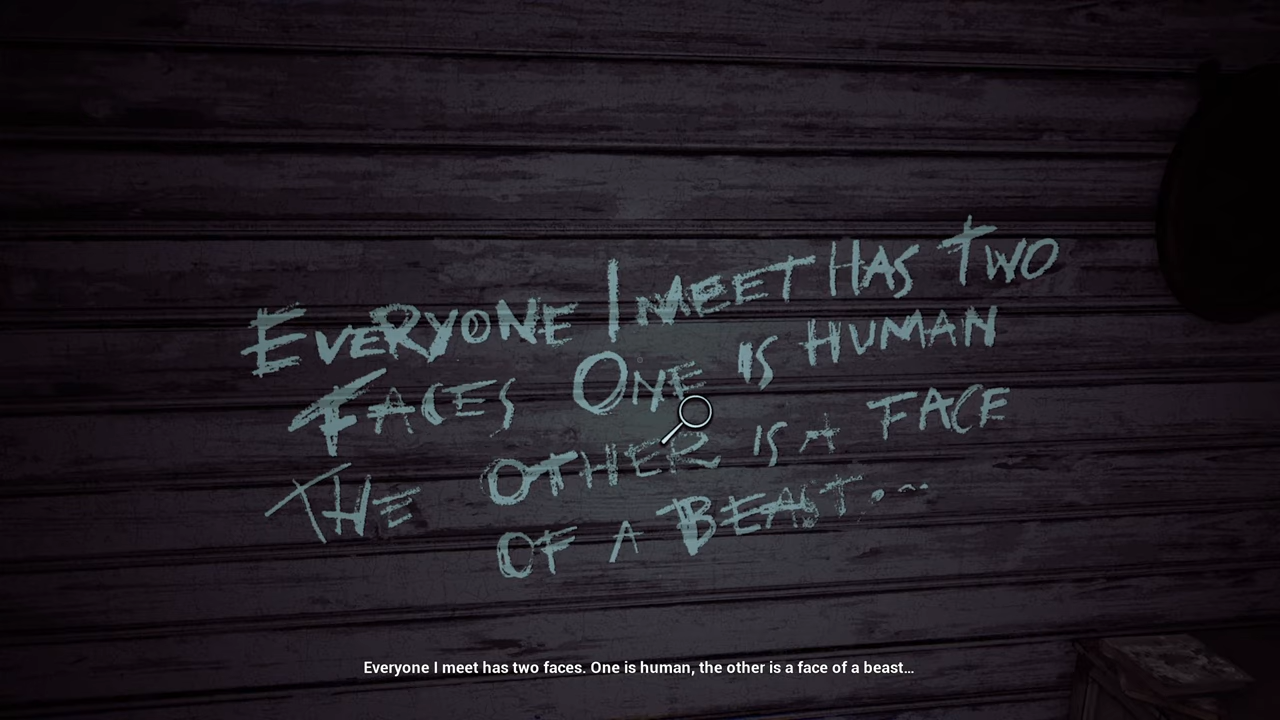 EVERYONE I MEET HAS TWO
FACES ONE IS HUMAN
THE OTHER IS A FACE
OF A BEAST...
Everyone I meet has two faces. One is human, the other is a face of a beast...